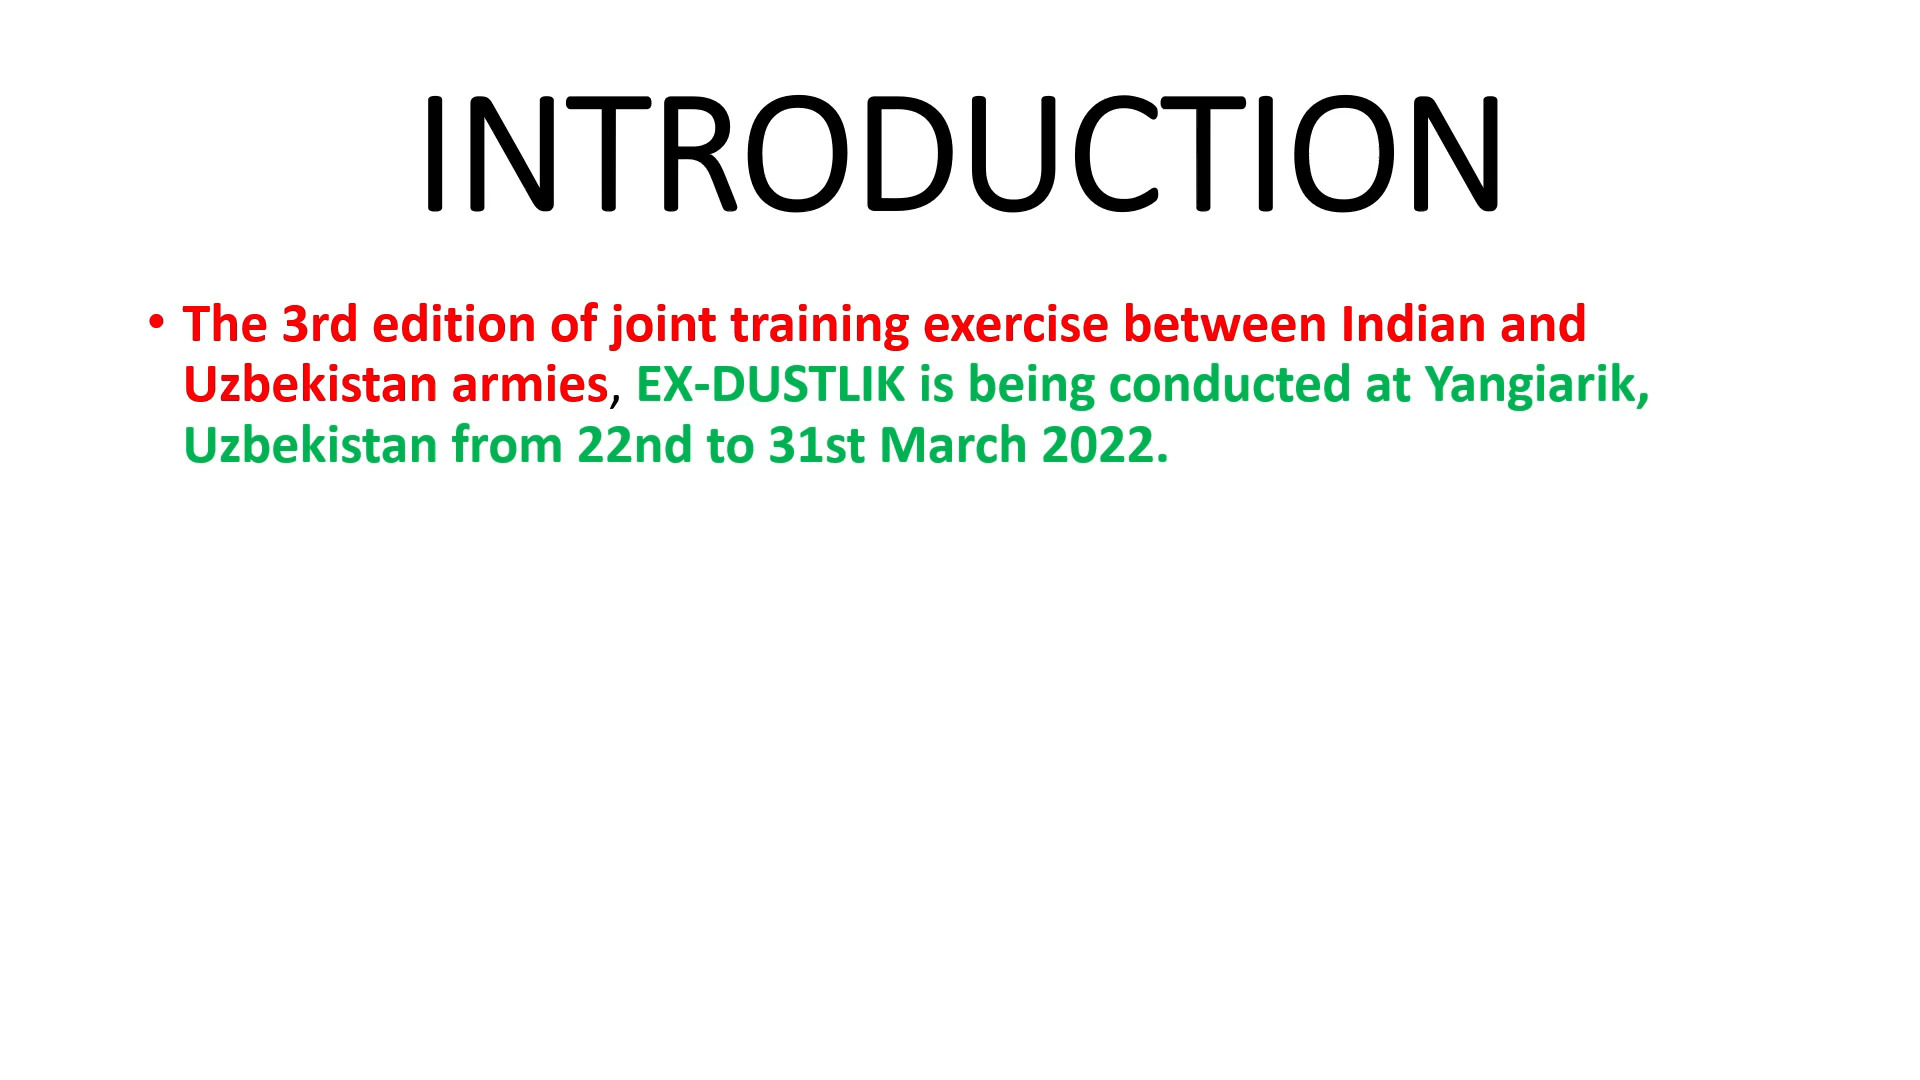 INTRODUCTION
• The 3rd edition of joint training exercise between Indian and
Uzbekistan armies, EX-DUSTLIK is being conducted at Yangiarik,
Uzbekistan from 22nd to 31st March 2022.